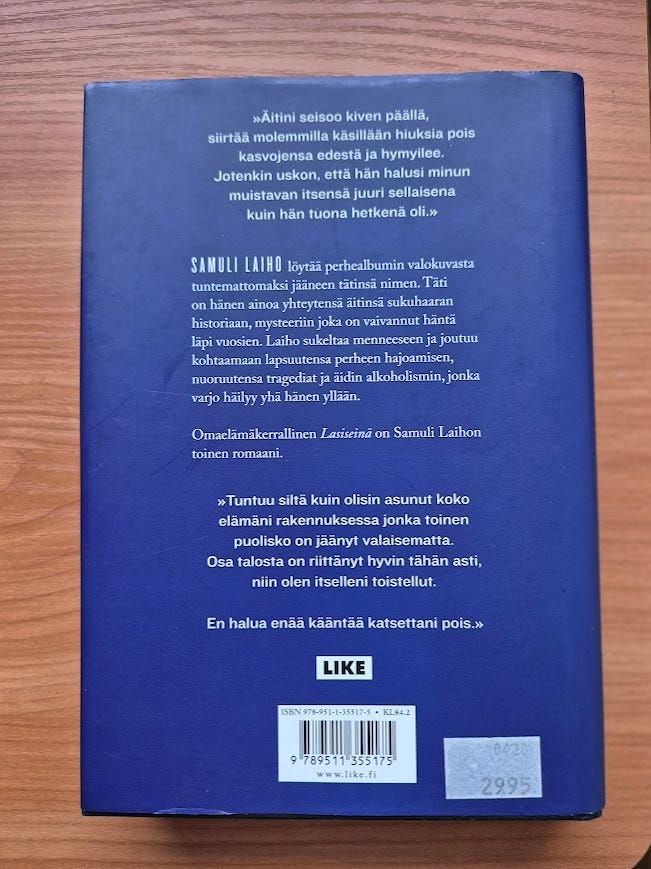 »Äitini seisoo kiven päällä,
siirtää molemmilla käsillään hiuksia pois
kasvojensa edestä ja hymyilee.
Jotenkin uskon, että hän halusi minun
muistavan itsensä juuri sellaisena
kuin hän tuona hetkenä oli.»
SAMULI LAIHO löytää perhealbumin valokuvasta
tuntemattomaksi jääneen tätinsä nimen. Täti
on hänen ainoa yhteytensä äitinsä sukuhaaran
historiaan, mysteeriin joka on vaivannut häntä
läpi vuosien. Laiho sukeltaa menneeseen ja joutuu
kohtaamaan lapsuutensa perheen hajoamisen,
nuoruutensa tragediat ja äidin alkoholismin, jonka
varjo häilyy yhä hänen yllään.
Omaelämäkerrallinen Lasiseinä on Samuli Laihon
toinen romaani.
»Tuntuu siltä kuin olisin asunut koko
elämäni rakennuksessa jonka toinen
puolisko on jäänyt valaisematta.
Osa talosta on riittänyt hyvin tähän asti,
niin olen itselleni toistellut.
En halua enää kääntää katsettani pois.»
LIKE
ISBN 978-951-1-35517-5 • KL84.2
9 789511 355175
www.like.fi
0420
29.95